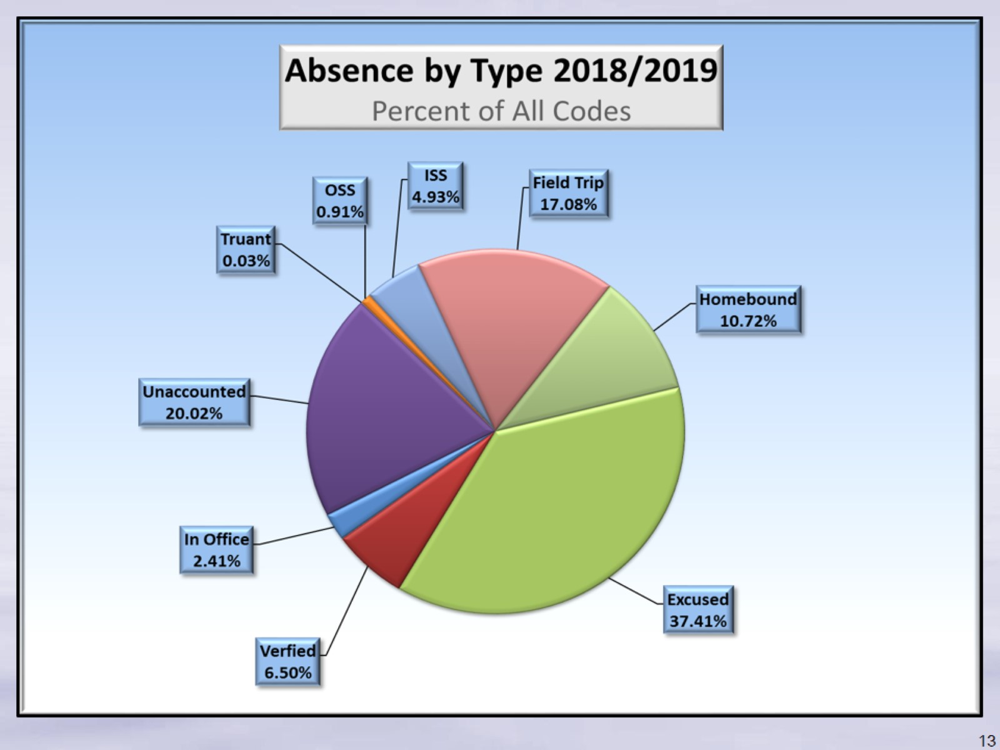 Absence by Type 2018/2019
Percent of All Codes
ISS
4.93%
Field Trip
17.08%
OSS
0.91%
Truant
0.03%
Homebound
10.72%
Unaccounted
20.02%
In Office
2.41%
Excused
37.41%
Verfied
6.50%
13